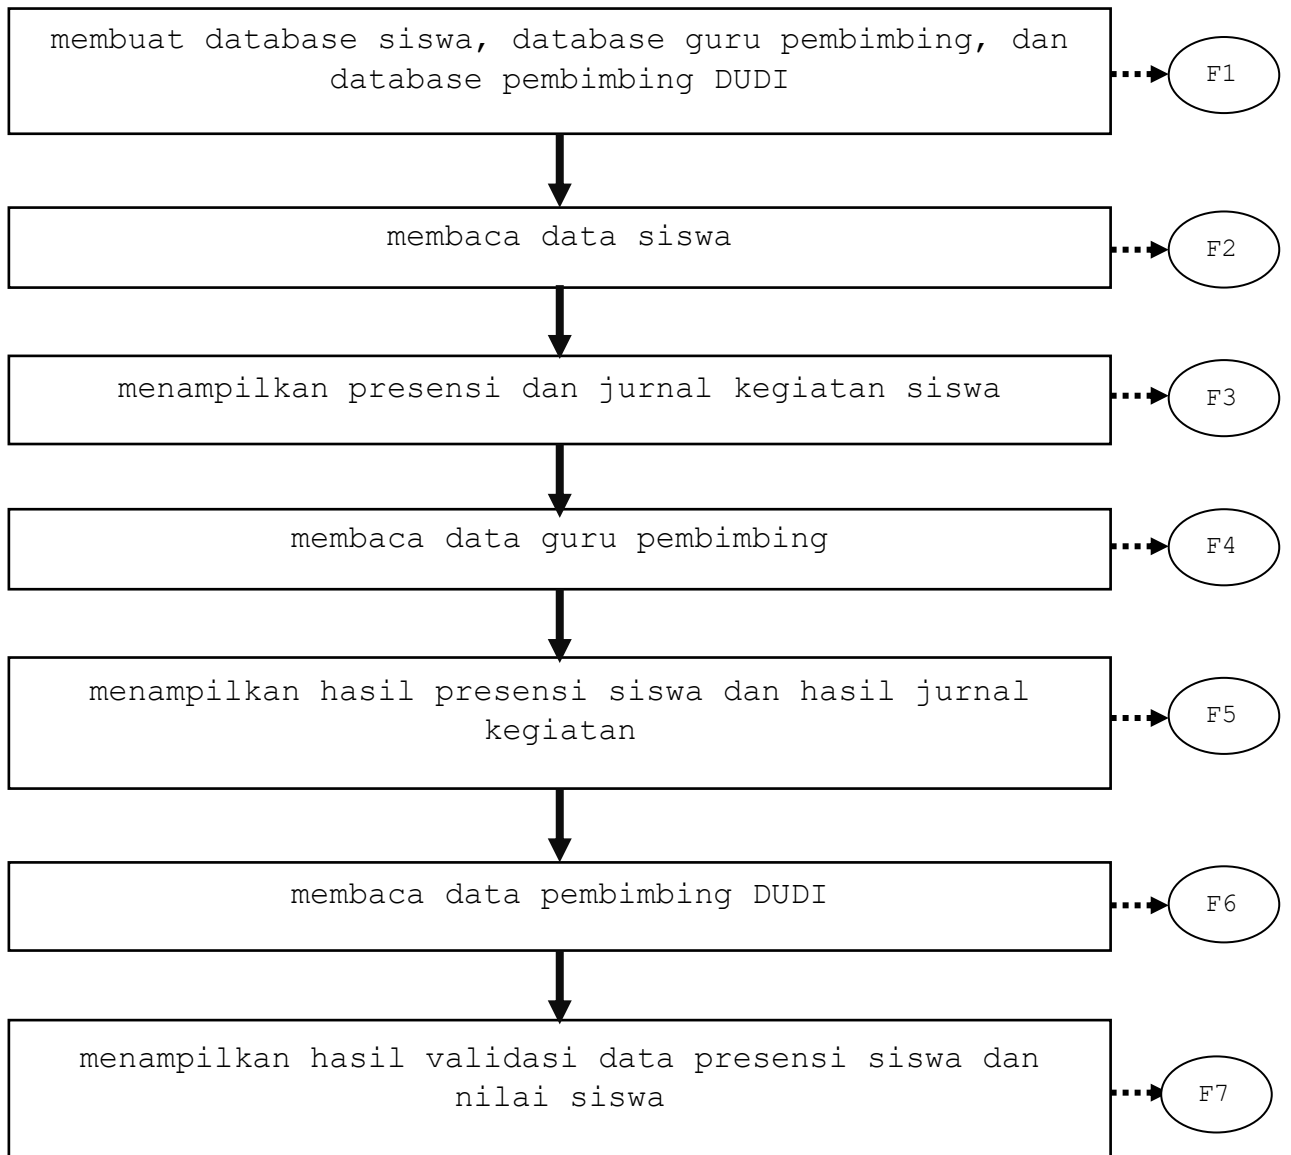 membuat database siswa, database guru pembimbing, dan
database pembimbing DUDI
F1
membaca data siswa
F2
menampilkan presensi dan jurnal kegiatan siswa
F3
membaca data guru pembimbing
F4
menampilkan hasil presensi siswa dan hasil jurnal
kegiatan
F5
membaca data pembimbing DUDI
F6
menampilkan hasil validasi data presensi siswa dan
nilai siswa
F7